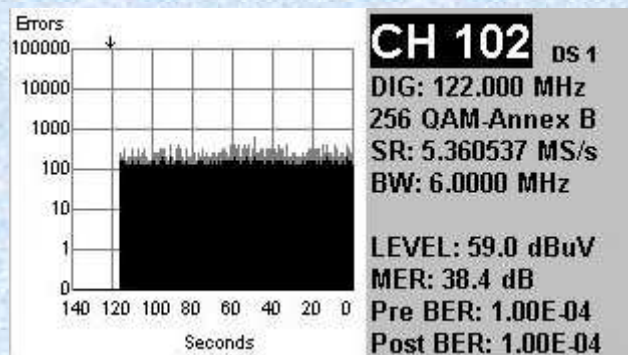 Errors
100000
10000
1000
100
10
1
0
140 120 100 80 60 40 20 0
Seconds
CH 102 DS 1
DIG: 122.000 MHz
256 QAM-Annex B
SR: 5.360537 MS/s
BW: 6.0000 MHz
LEVEL: 59.0 dBuV
MER: 38.4 dB
Pre BER: 1.00E-04
Post BER: 1.00E-04